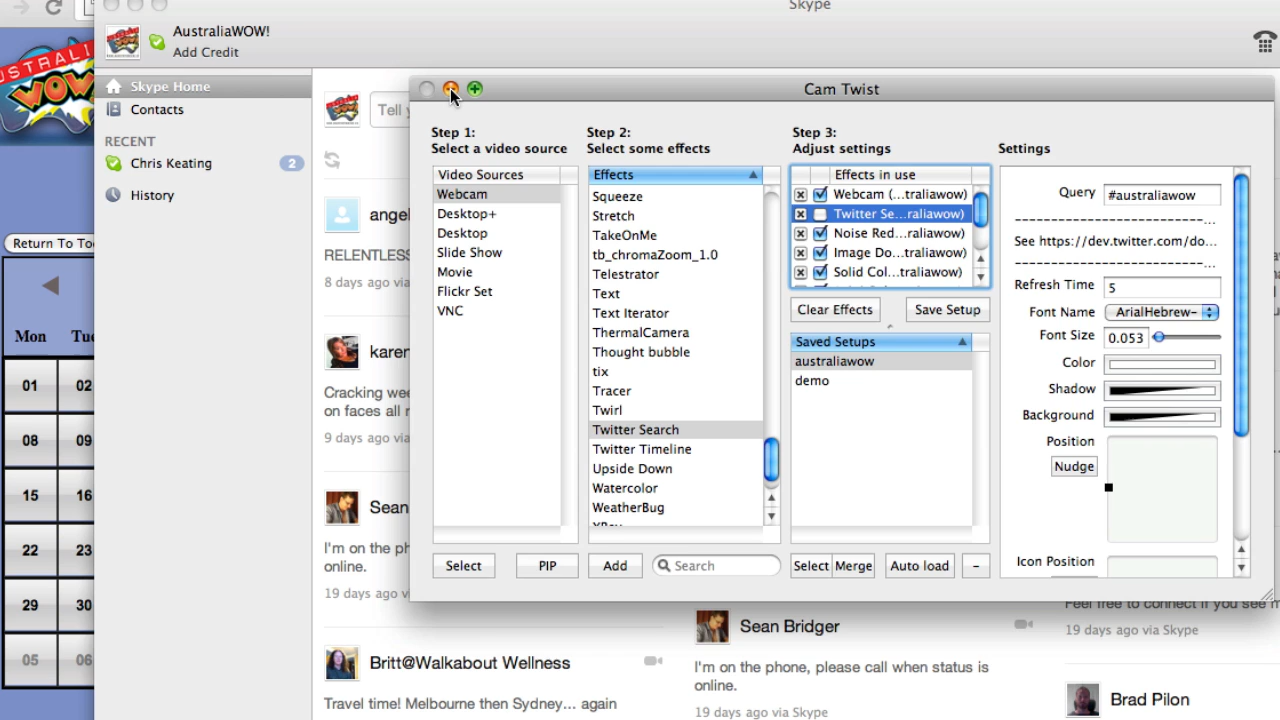 Skype
AustraliaWOW!
Add Credit
Skype Home
Contacts
RECENT
Chris Keating
2
History
Return To
Mon
01
02
08
09
15
16
22
23
29
30
05
06
Tell
RELENTLESS
8 days ago via
Cracking
on faces all
9 days ago via
Sean
I'm on the
online.
19 days ago
Britt@Walkabout Wellness
Travel time! Melbourne then Sydney... again
Sean Bridger
I'm on the phone, please call when status is
online.
19 days ago via Skype
Feel free to connect if you see
19 days ago via Skype
Brad Pilon
Cam Twist
Step 1:
Select a video source
Video Sources
Webcam
Desktop+
Desktop
Slide Show
Movie
Flickr Set
VNC
Select
PIP
Step 2:
Select some effects
Effects
Squeeze
Stretch
TakeOnMe
tb_chromaZoom_1.0
Telestrator
Text
Text Iterator
ThermalCamera
Thought bubble
tix
Tracer
Twirl
Twitter Search
Twitter Timeline
Upside Down
Watercolor
WeatherBug
Add
Search
Step 3:
Adjust settings
Effects in use
Webcam (...traliawow)
Twitter Se...raliawow)
Noise Red...raliawow)
Image Do...traliawow)
Solid Col...traliawow)
Clear Effects
Save Setup
Saved Setups
australiawow
demo
Select
Merge
Auto load
-
Settings
Query
#australiawow
-------------------------...
See https://dev.twitter.com/do...
-------------------------...
Refresh Time
5
Font Name
ArialHebrew-
Font Size
0.053
Color
Shadow
Background
Position
Nudge
Icon Position